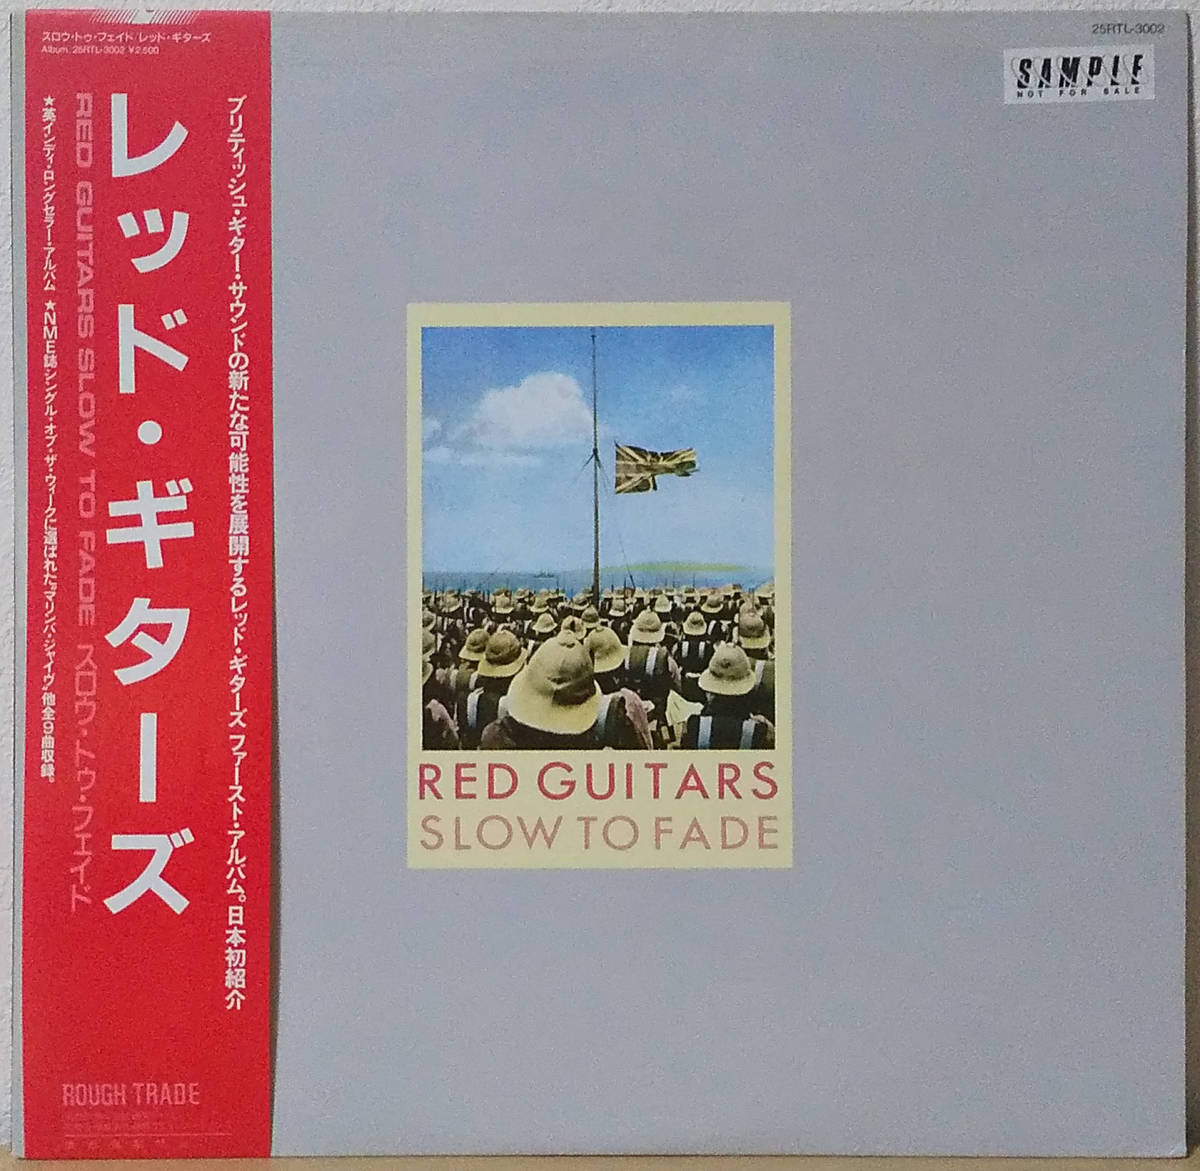 スロウ・トゥ・フェイド/レッド・ギターズ
Album: 25RTL-3002 ¥2,500
ブリティッシュ・ギター・サウンドの新たな可能性を展開するレッド・ギターズ ファースト・アルバム。日本初紹介
レッド・ギターズ
RED GUITARS SLOW TO FADE スロウ・トゥ・フェイド
★英インディ・ロングセラー・アルバム ★NME誌シングル・オブ・ザ・ウィークに選ばれた“マリンバ・ジャイヴ”他全9曲収録。
ROUGH TRADE
25RTL-3002
SAMPLE
NOT FOR SALE
RED GUITARS
SLOW TO FADE